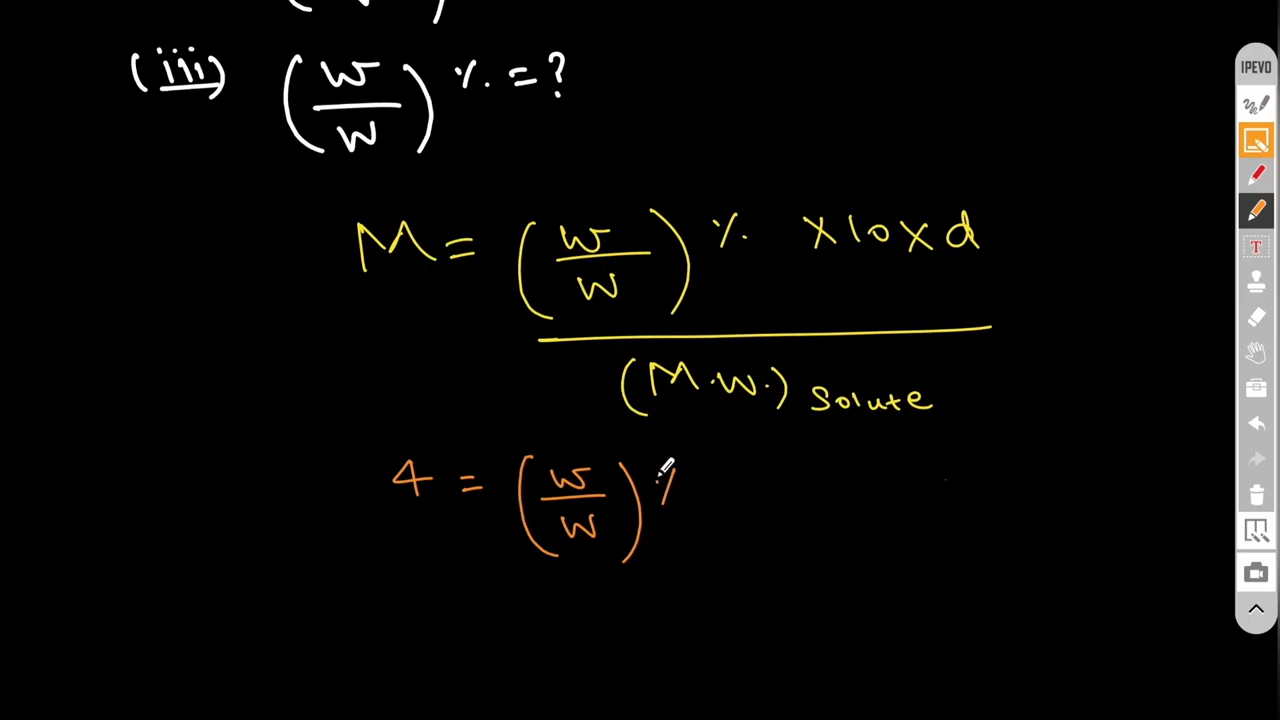 (iii) (w/W) % = ?
M = (w/W) % x 10 x d / (M.W.) solute
4 = (w/W) %
IPEVO
T